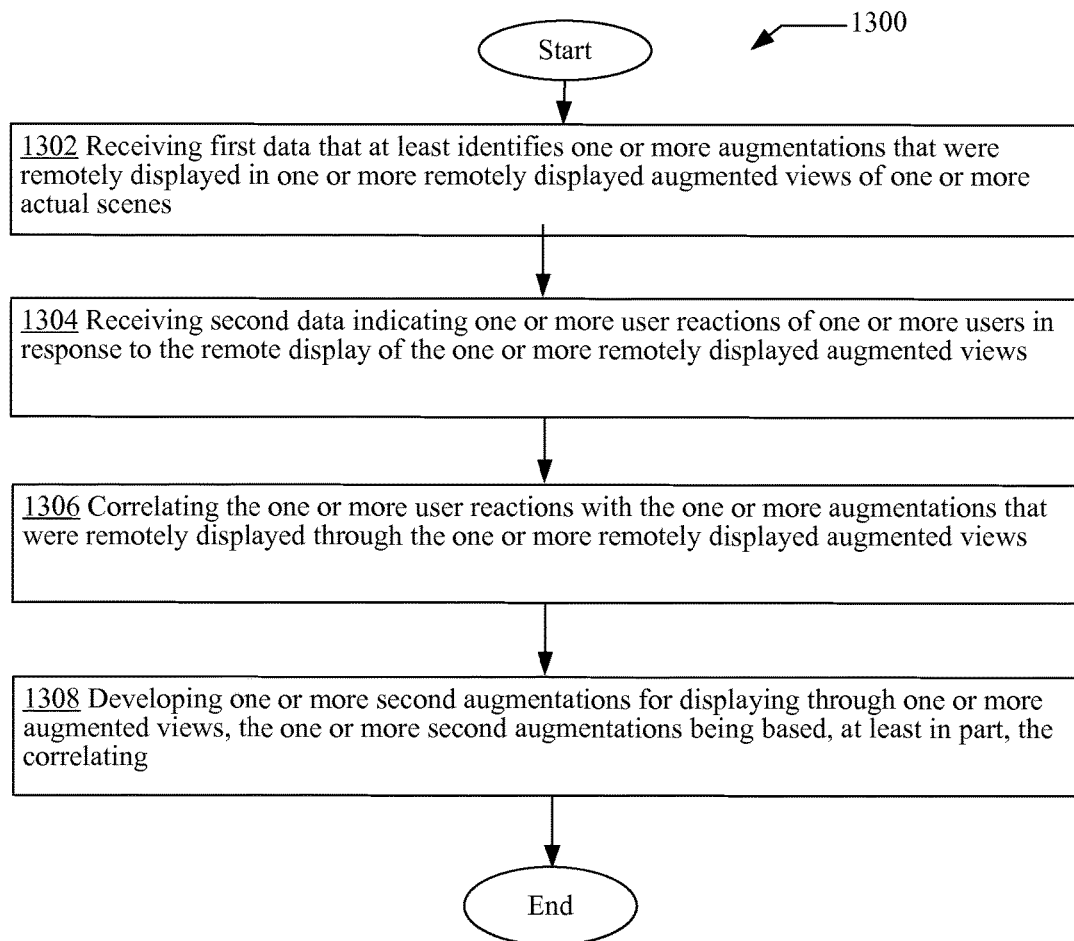 1300
Start
1302 Receiving first data that at least identifies one or more augmentations that were
remotely displayed in one or more remotely displayed augmented views of one or more
actual scenes
1304 Receiving second data indicating one or more user reactions of one or more users in
response to the remote display of the one or more remotely displayed augmented views
1306 Correlating the one or more user reactions with the one or more augmentations that
were remotely displayed through the one or more remotely displayed augmented views
1308 Developing one or more second augmentations for displaying through one or more
augmented views, the one or more second augmentations being based, at least in part, the
correlating
End